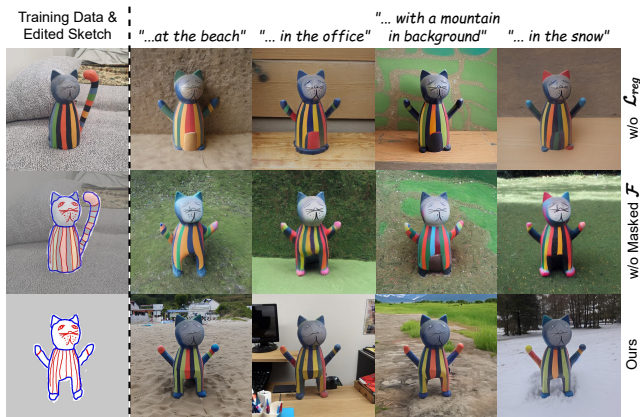 Training Data &
Edited Sketch
"...at the beach"
"... in the office"
"... with a mountain
in background"
"... in the snow"
w/o 𝓛reg
w/o Masked 𝓕
Ours